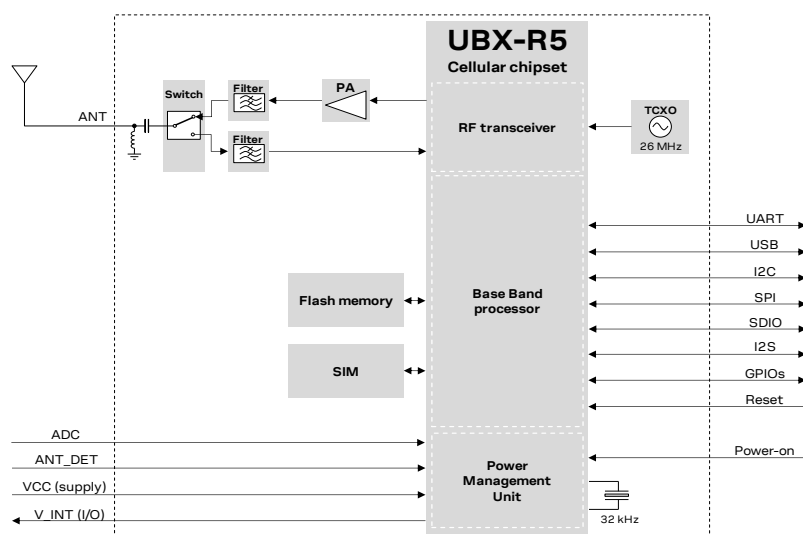 UBX-R5
Cellular chipset
Switch
Filter
PA
ANT
Filter
RF transceiver
TCXO
26 MHz
UART
USB
I2C
SPI
SDIO
I2S
GPIOs
Reset
Flash memory
Base Band
processor
SIM
ADC
ANT_DET
VCC (supply)
V_INT (I/O)
Power
Management
Unit
Power-on
32 kHz